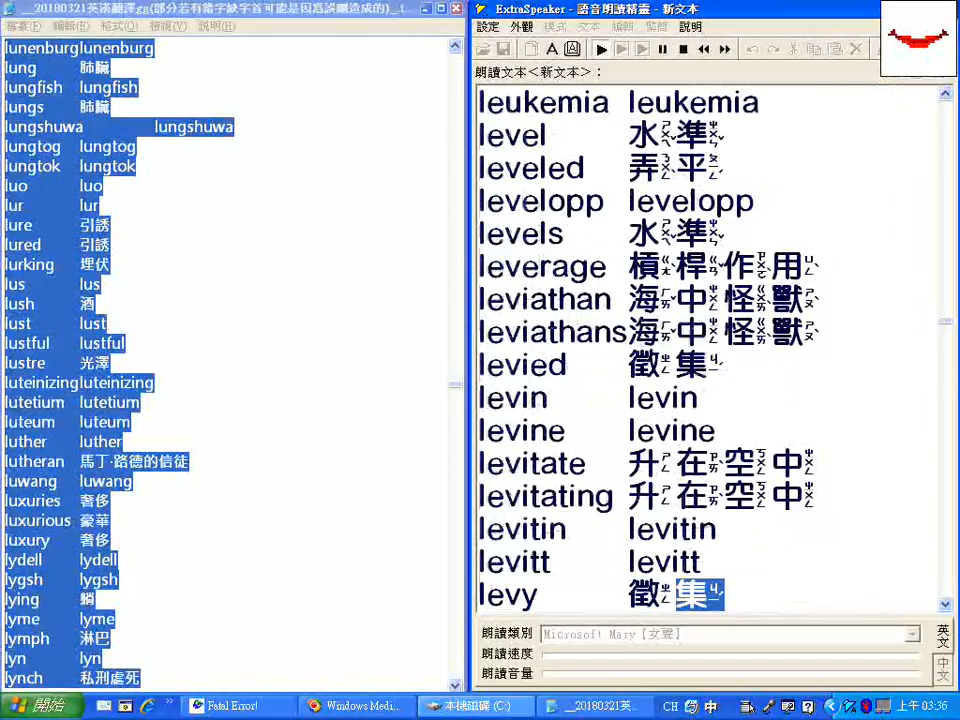 __20180321英漢翻譯gg(部分若有錯字缺字首可能是因為誤刪造成的)_t
檔案(F) 編輯(E) 格式(O) 檢視(V) 說明(H)
lunenburg lunenburg
lung 肺臟
lungfish lungfish
lungs 肺臟
lungshuwa lungshuwa
lungtog lungtog
lungtok lungtok
luo luo
lur lur
lure 引誘
lured 引誘
lurking 埋伏
lus lus
lush 酒
lust lust
lustful lustful
lustre 光澤
luteinizing luteinizing
lutetium lutetium
luteum luteum
luther luther
lutheran 馬丁·路德的信徒
luwang luwang
luxuries 奢侈
luxurious 豪華
luxury 奢侈
lydell lydell
lygsh lygsh
lying 躺
lyme lyme
lymph 淋巴
lyn lyn
lynch 私刑處死
ExtraSpeaker - 語音朗讀精靈 - 新文本
設定 外觀 模式 文本 編輯 繁簡 說明
朗讀文本<新文本>:
leukemia leukemia
level 水準
leveled 弄平
levelopp levelopp
levels 水準
leverage 槓桿作用
leviathan 海中怪獸
leviathans 海中怪獸
levied 徵集
levin levin
levine levine
levitate 升在空中
levitating 升在空中
levitin levitin
levitt levitt
levy 徵集
朗讀類別 Microsoft Mary【女聲】
朗讀速度
朗讀音量
英文
中文
開始 Fatal Error! Windows Medi... 本機磁碟 (C:) __20180321英... CH 中 上午 03:36